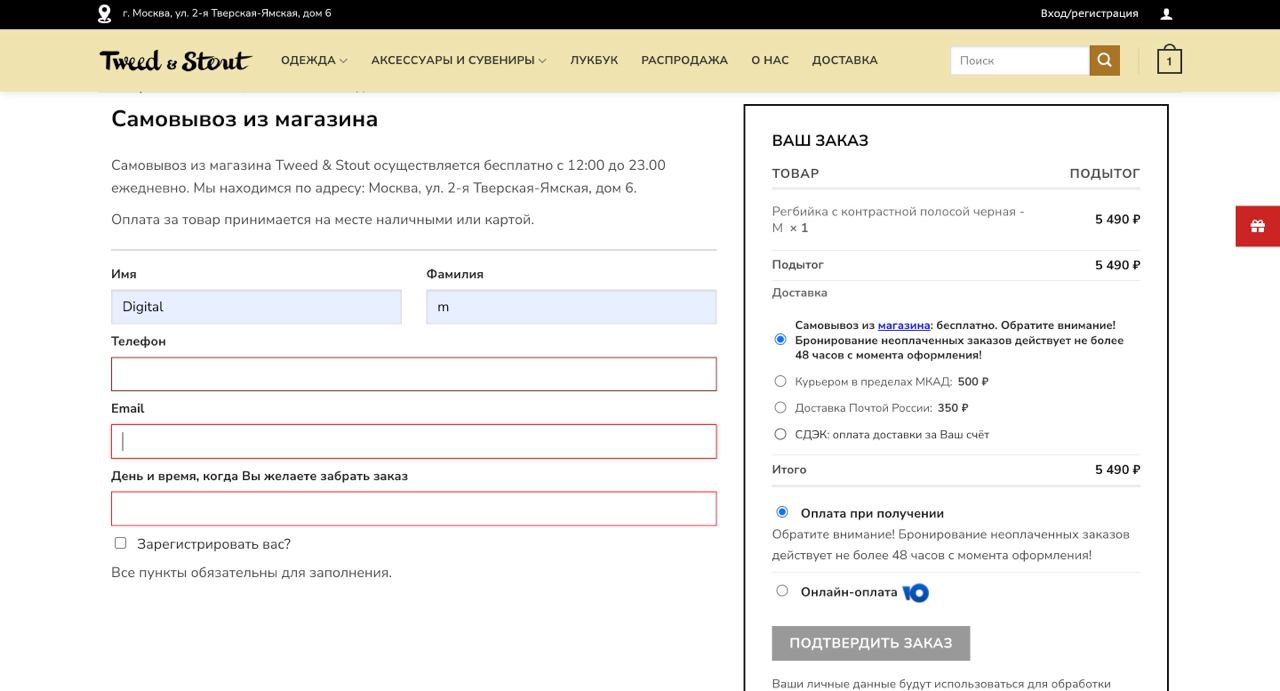 г. Москва, ул. 2-я Тверская-Ямская, дом 6
Вход/регистрация
Tweed & Stout
ОДЕЖДА
АКСЕССУАРЫ И СУВЕНИРЫ
ЛУКБУК
РАСПРОДАЖА
О НАС
ДОСТАВКА
Поиск
1
Самовывоз из магазина
Самовывоз из магазина Tweed & Stout осуществляется бесплатно с 12:00 до 23.00
ежедневно. Мы находимся по адресу: Москва, ул. 2-я Тверская-Ямская, дом 6.
Оплата за товар принимается на месте наличными или картой.
Имя
Фамилия
Digital
m
Телефон
Email
День и время, когда Вы желаете забрать заказ
Зарегистрировать вас?
Все пункты обязательны для заполнения.
ВАШ ЗАКАЗ
ТОВАР ПОДЫТОГ
Регбийка с контрастной полосой черная -
M × 1
5 490 ₽
Подытог 5 490 ₽
Доставка
Самовывоз из магазина: бесплатно. Обратите внимание!
Бронирование неоплаченных заказов действует не более
48 часов с момента оформления!
Курьером в пределах МКАД: 500 ₽
Доставка Почтой России: 350 ₽
СДЭК: оплата доставки за Ваш счёт
Итого 5 490 ₽
Оплата при получении
Обратите внимание! Бронирование неоплаченных заказов
действует не более 48 часов с момента оформления!
Онлайн-оплата
ПОДТВЕРДИТЬ ЗАКАЗ
Ваши личные данные будут использоваться для обработки